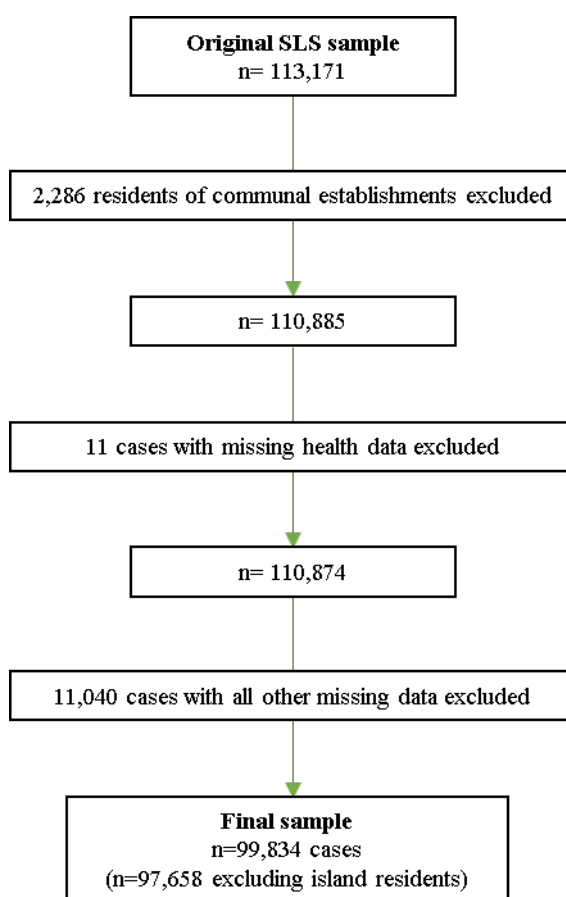 Original SLS sample
n= 113,171
2,286 residents of communal establishments excluded
n= 110,885
11 cases with missing health data excluded
n= 110,874
11,040 cases with all other missing data excluded
Final sample
n=99,834 cases
(n=97,658 excluding island residents)